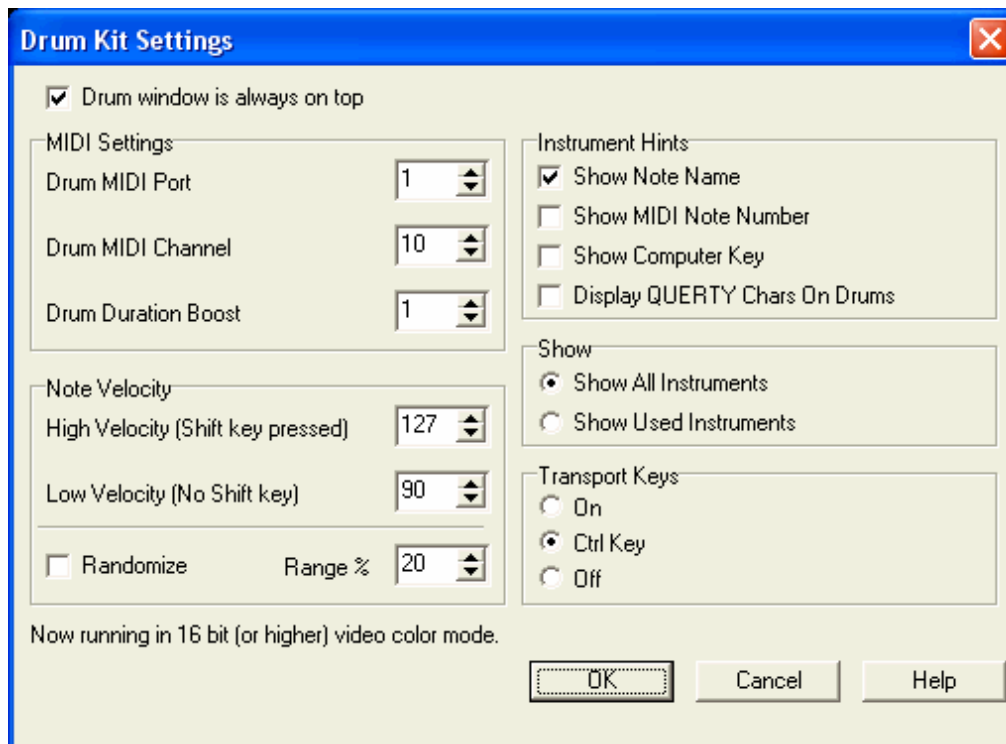 Drum Kit Settings
Drum window is always on top
MIDI Settings
Drum MIDI Port 1
Drum MIDI Channel 10
Drum Duration Boost 1
Note Velocity
High Velocity (Shift key pressed) 127
Low Velocity (No Shift key) 90
Randomize Range % 20
Instrument Hints
Show Note Name
Show MIDI Note Number
Show Computer Key
Display QUERTY Chars On Drums
Show
Show All Instruments
Show Used Instruments
Transport Keys
On
Ctrl Key
Off
Now running in 16 bit (or higher) video color mode.
OK Cancel Help